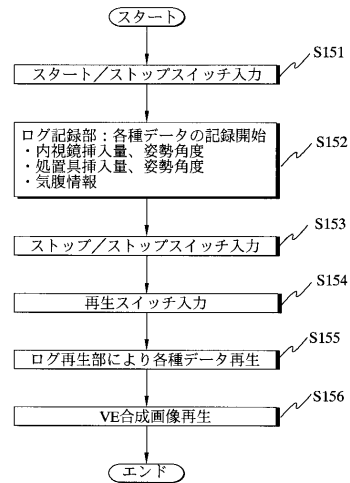 スタート
S151
スタート/ストップスイッチ入力
S152
ログ記録部:各種データの記録開始
・内視鏡挿入量、姿勢角度
・処置具挿入量、姿勢角度
・気腹情報
S153
ストップ/ストップスイッチ入力
S154
再生スイッチ入力
S155
ログ再生部により各種データ再生
S156
VE合成画像再生
エンド